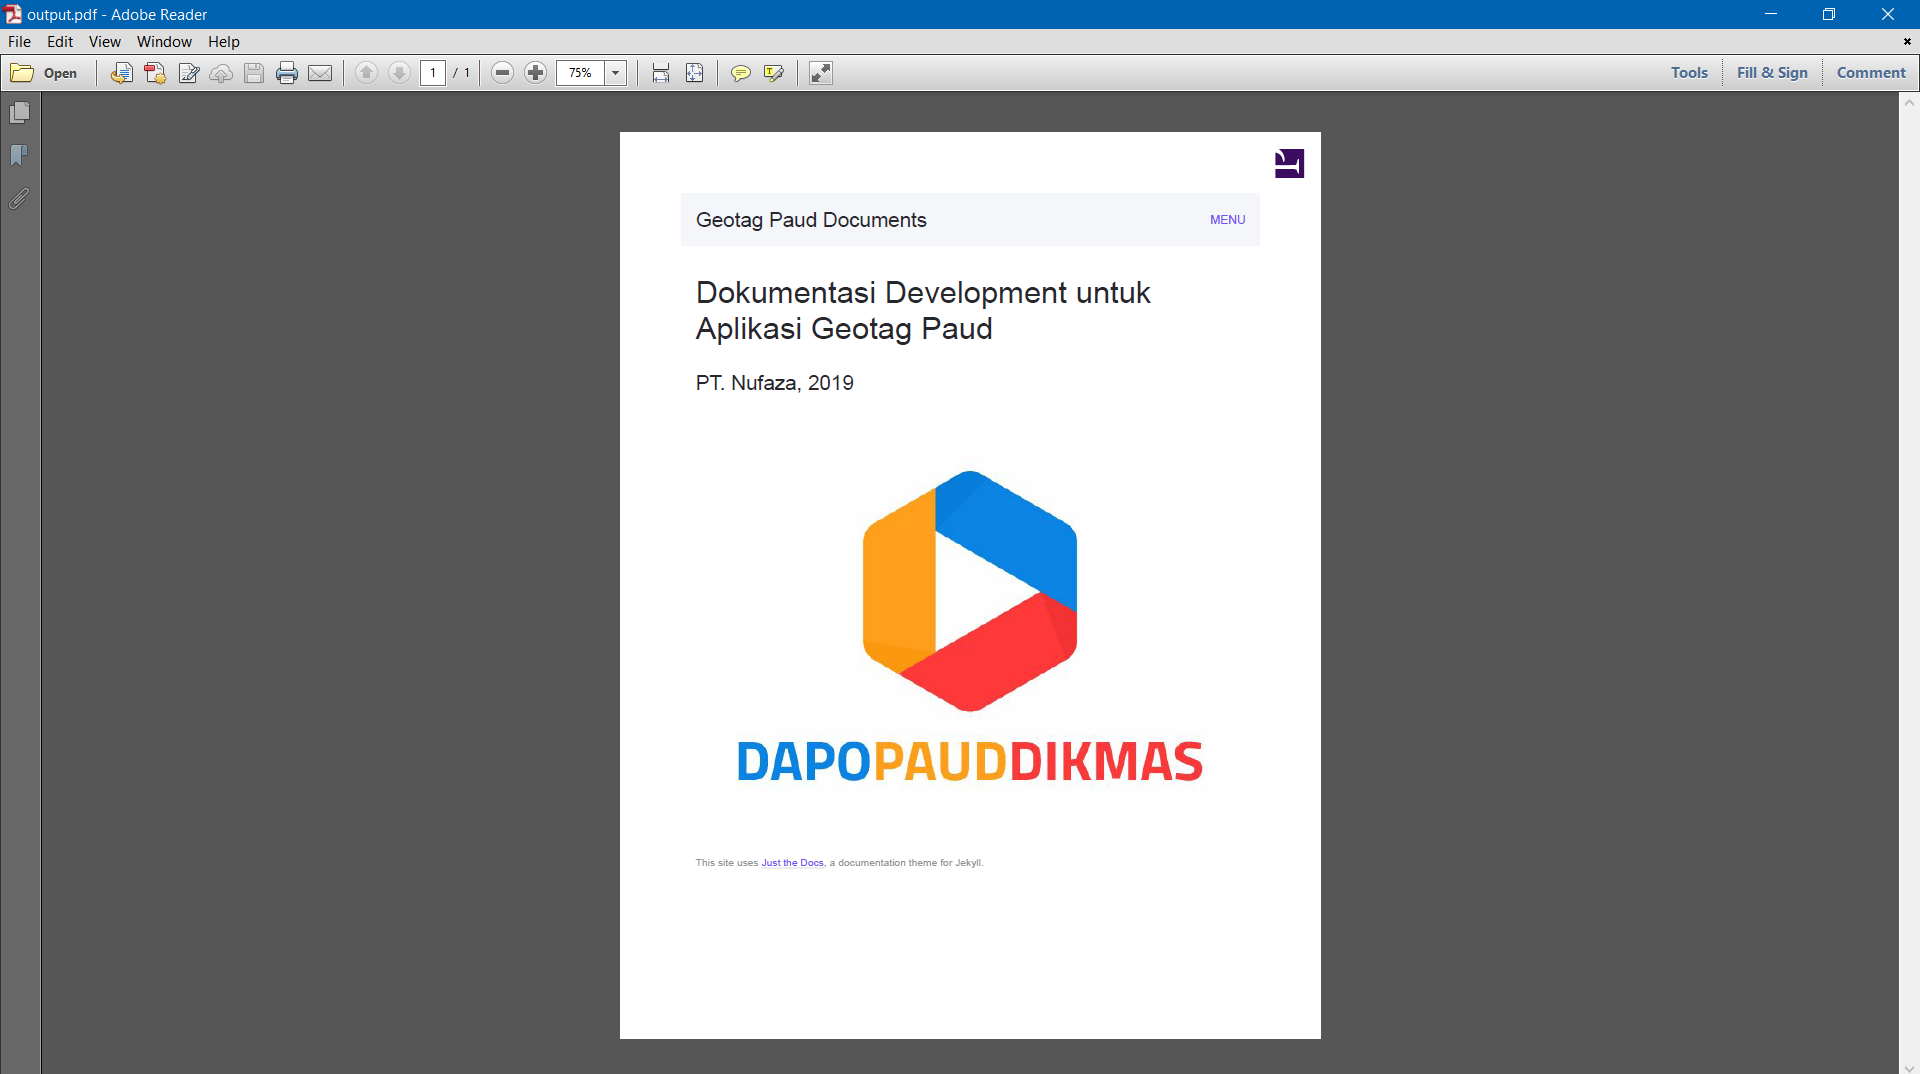 output.pdf - Adobe Reader
File Edit View Window Help
Open 1 / 1 75% Tools Fill & Sign Comment
Geotag Paud Documents MENU
Dokumentasi Development untuk
Aplikasi Geotag Paud
PT. Nufaza, 2019
DAPOPAUDDIKMAS
This site uses Just the Docs, a documentation theme for Jekyll.